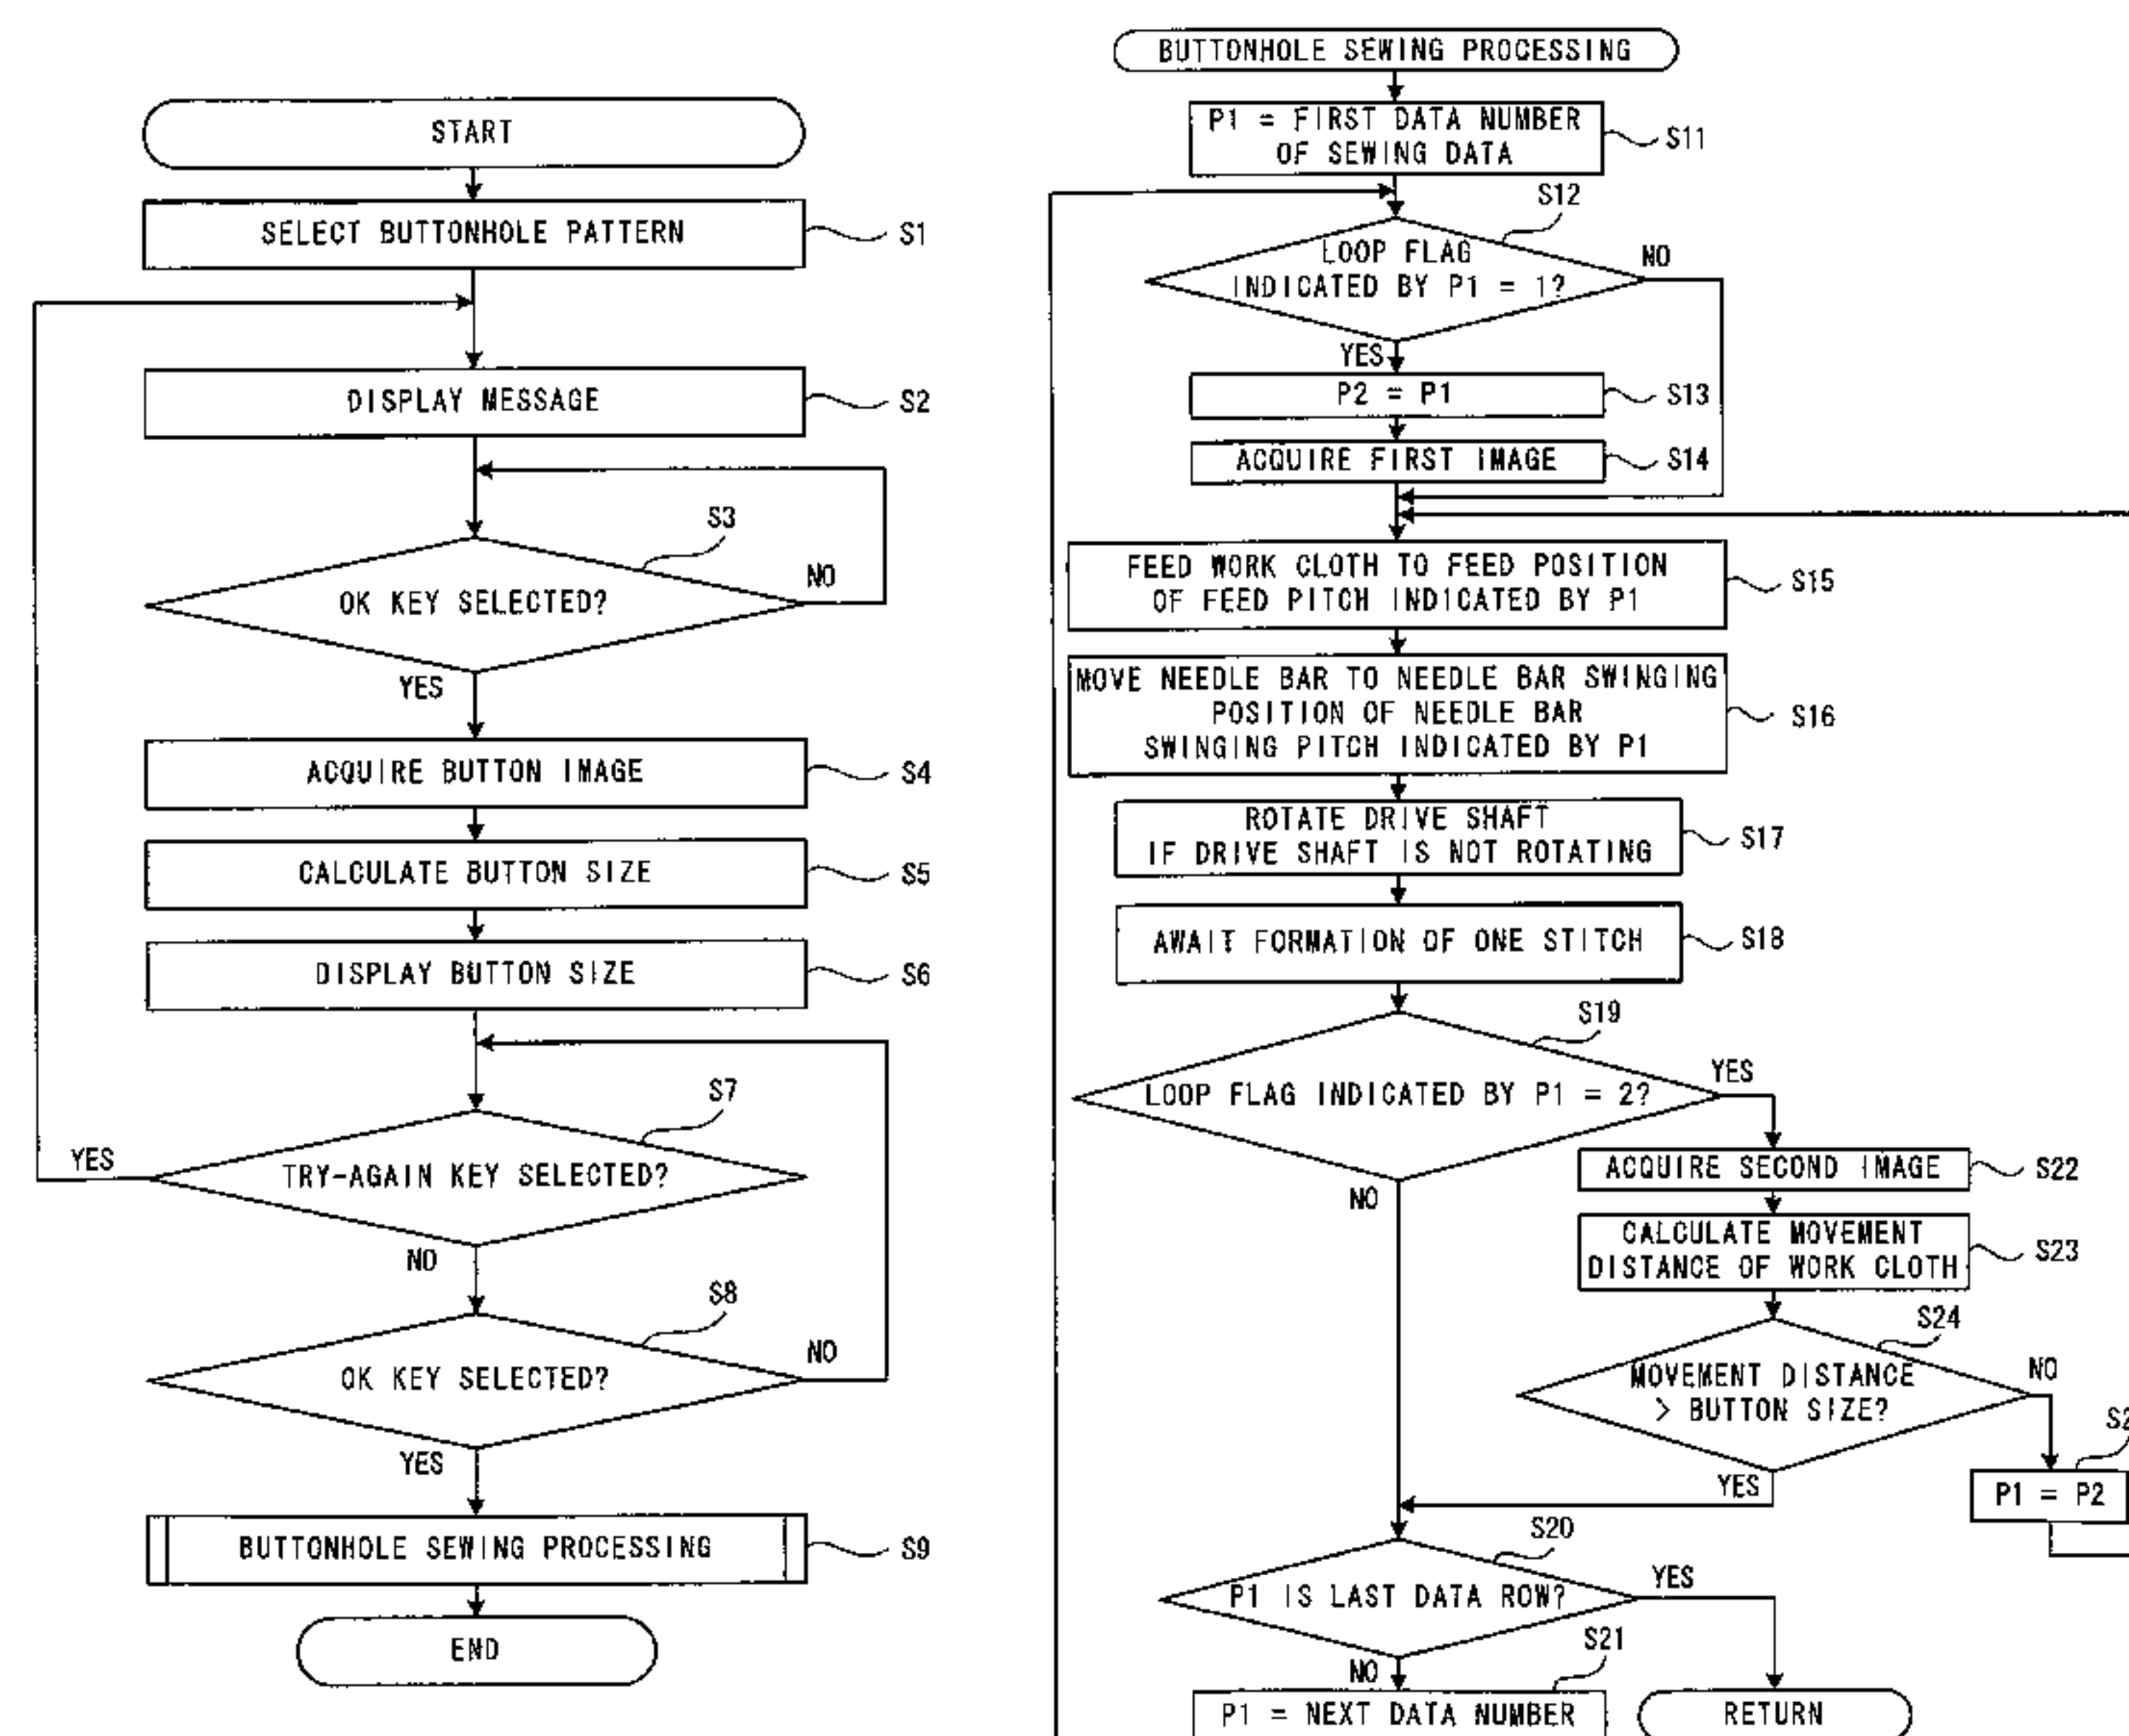 START
SELECT BUTTONHOLE PATTERN
S1
DISPLAY MESSAGE
S2
S3
OK KEY SELECTED?
NO
YES
ACQUIRE BUTTON IMAGE
S4
CALCULATE BUTTON SIZE
S5
DISPLAY BUTTON SIZE
S6
S7
TRY-AGAIN KEY SELECTED?
YES
NO
S8
OK KEY SELECTED?
NO
YES
BUTTONHOLE SEWING PROCESSING
S9
END
BUTTONHOLE SEWING PROCESSING
P1 = FIRST DATA NUMBER
OF SEWING DATA
S11
S12
LOOP FLAG
INDICATED BY P1 = 1?
NO
YES
P2 = P1
S13
ACQUIRE FIRST IMAGE
S14
FEED WORK CLOTH TO FEED POSITION
OF FEED PITCH INDICATED BY P1
S15
MOVE NEEDLE BAR TO NEEDLE BAR SWINGING
POSITION OF NEEDLE BAR
SWINGING PITCH INDICATED BY P1
S16
ROTATE DRIVE SHAFT
IF DRIVE SHAFT IS NOT ROTATING
S17
AWAIT FORMATION OF ONE STITCH
S18
S19
LOOP FLAG INDICATED BY P1 = 2?
YES
NO
ACQUIRE SECOND IMAGE
S22
CALCULATE MOVEMENT
DISTANCE OF WORK CLOTH
S23
S24
MOVEMENT DISTANCE
> BUTTON SIZE?
NO
YES
P1 = P2
S20
P1 IS LAST DATA ROW?
YES
NO
S21
P1 = NEXT DATA NUMBER
RETURN